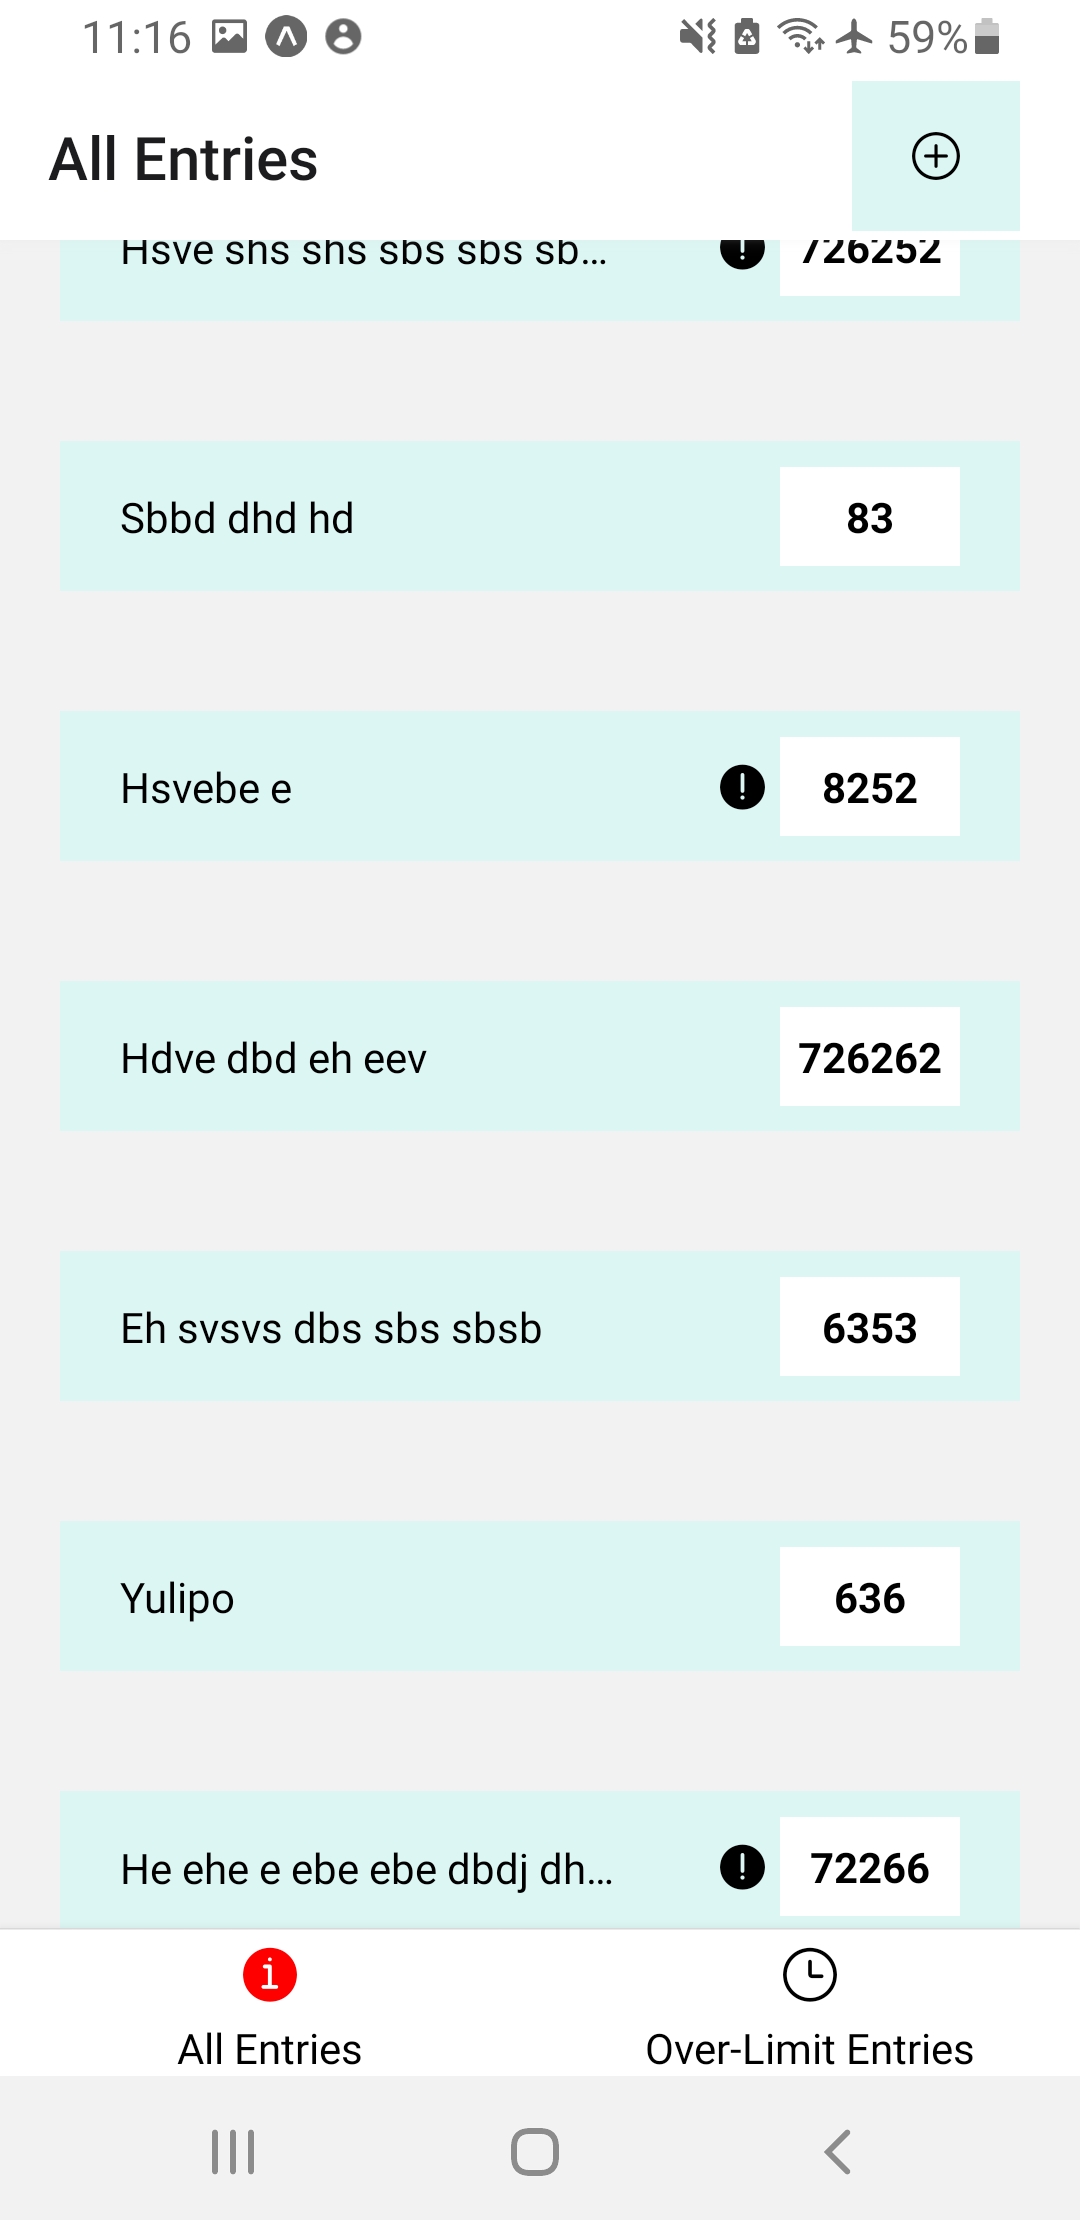 11:16 59%
All Entries
Hsve shs shs sbs sbs sb... 726252
Sbbd dhd hd 83
Hsvebe e 8252
Hdve dbd eh eev 726262
Eh svsvs dbs sbs sbsb 6353
Yulipo 636
He ehe e ebe ebe dbdj dh... 72266
All Entries Over-Limit Entries